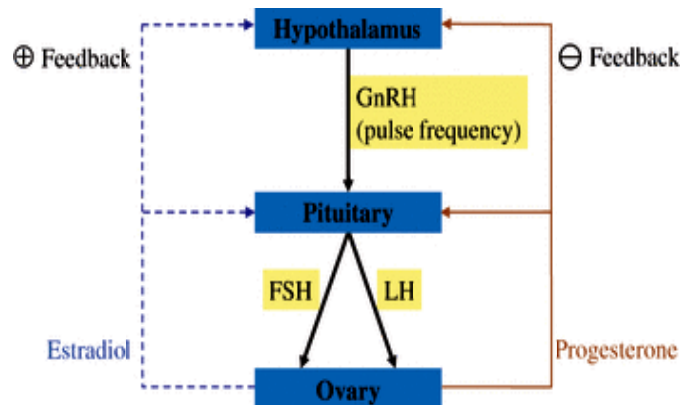 Hypothalamus
⊕ Feedback
⊖ Feedback
GnRH
(pulse frequency)
Pituitary
FSH
LH
Estradiol
Progesterone
Ovary